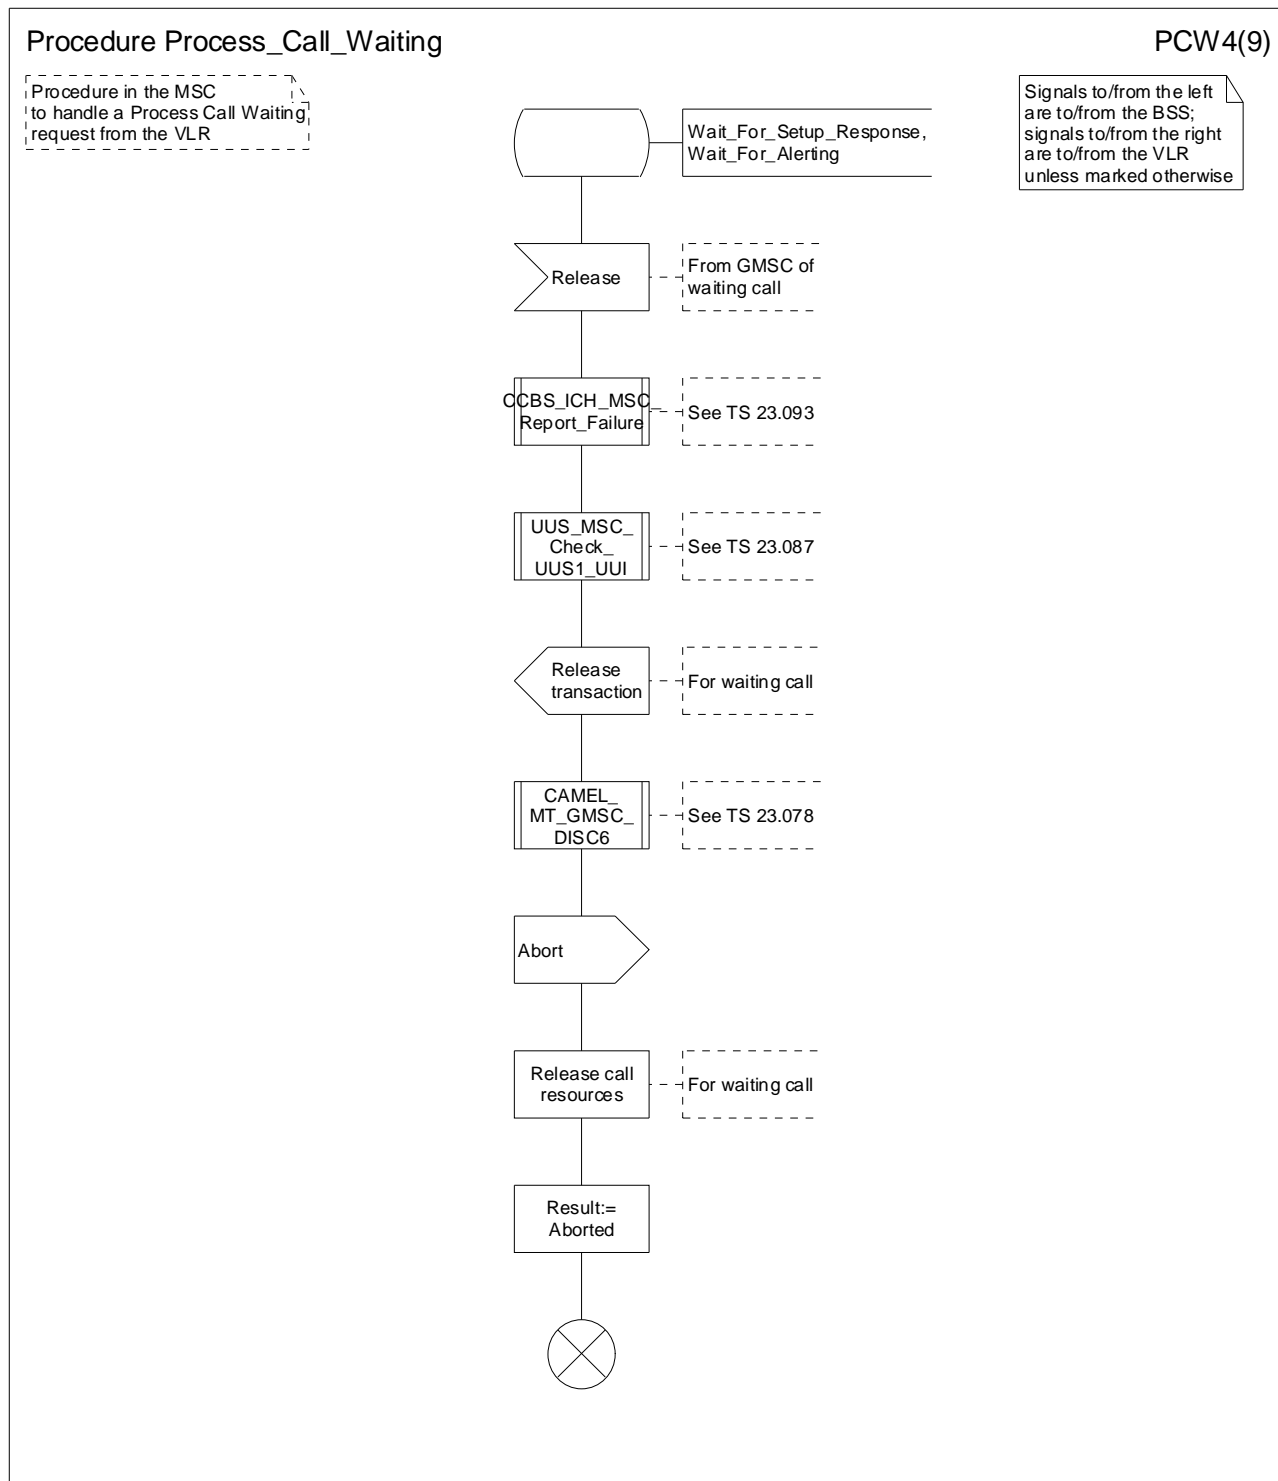 Procedure Process_Call_Waiting
PCW4(9)
Procedure in the MSC
to handle a Process Call Waiting
request from the VLR
Signals to/from the left
are to/from the BSS;
signals to/from the right
are to/from the VLR
unless marked otherwise
Wait_For_Setup_Response,
Wait_For_Alerting
Release
From GMSC of
waiting call
CCBS_ICH_MSC_
Report_Failure
See TS 23.093
UUS_MSC_
Check_
UUS1_UUI
See TS 23.087
Release
transaction
For waiting call
CAMEL_
MT_GMSC_
DISC6
See TS 23.078
Abort
Release call
resources
For waiting call
Result:=
Aborted